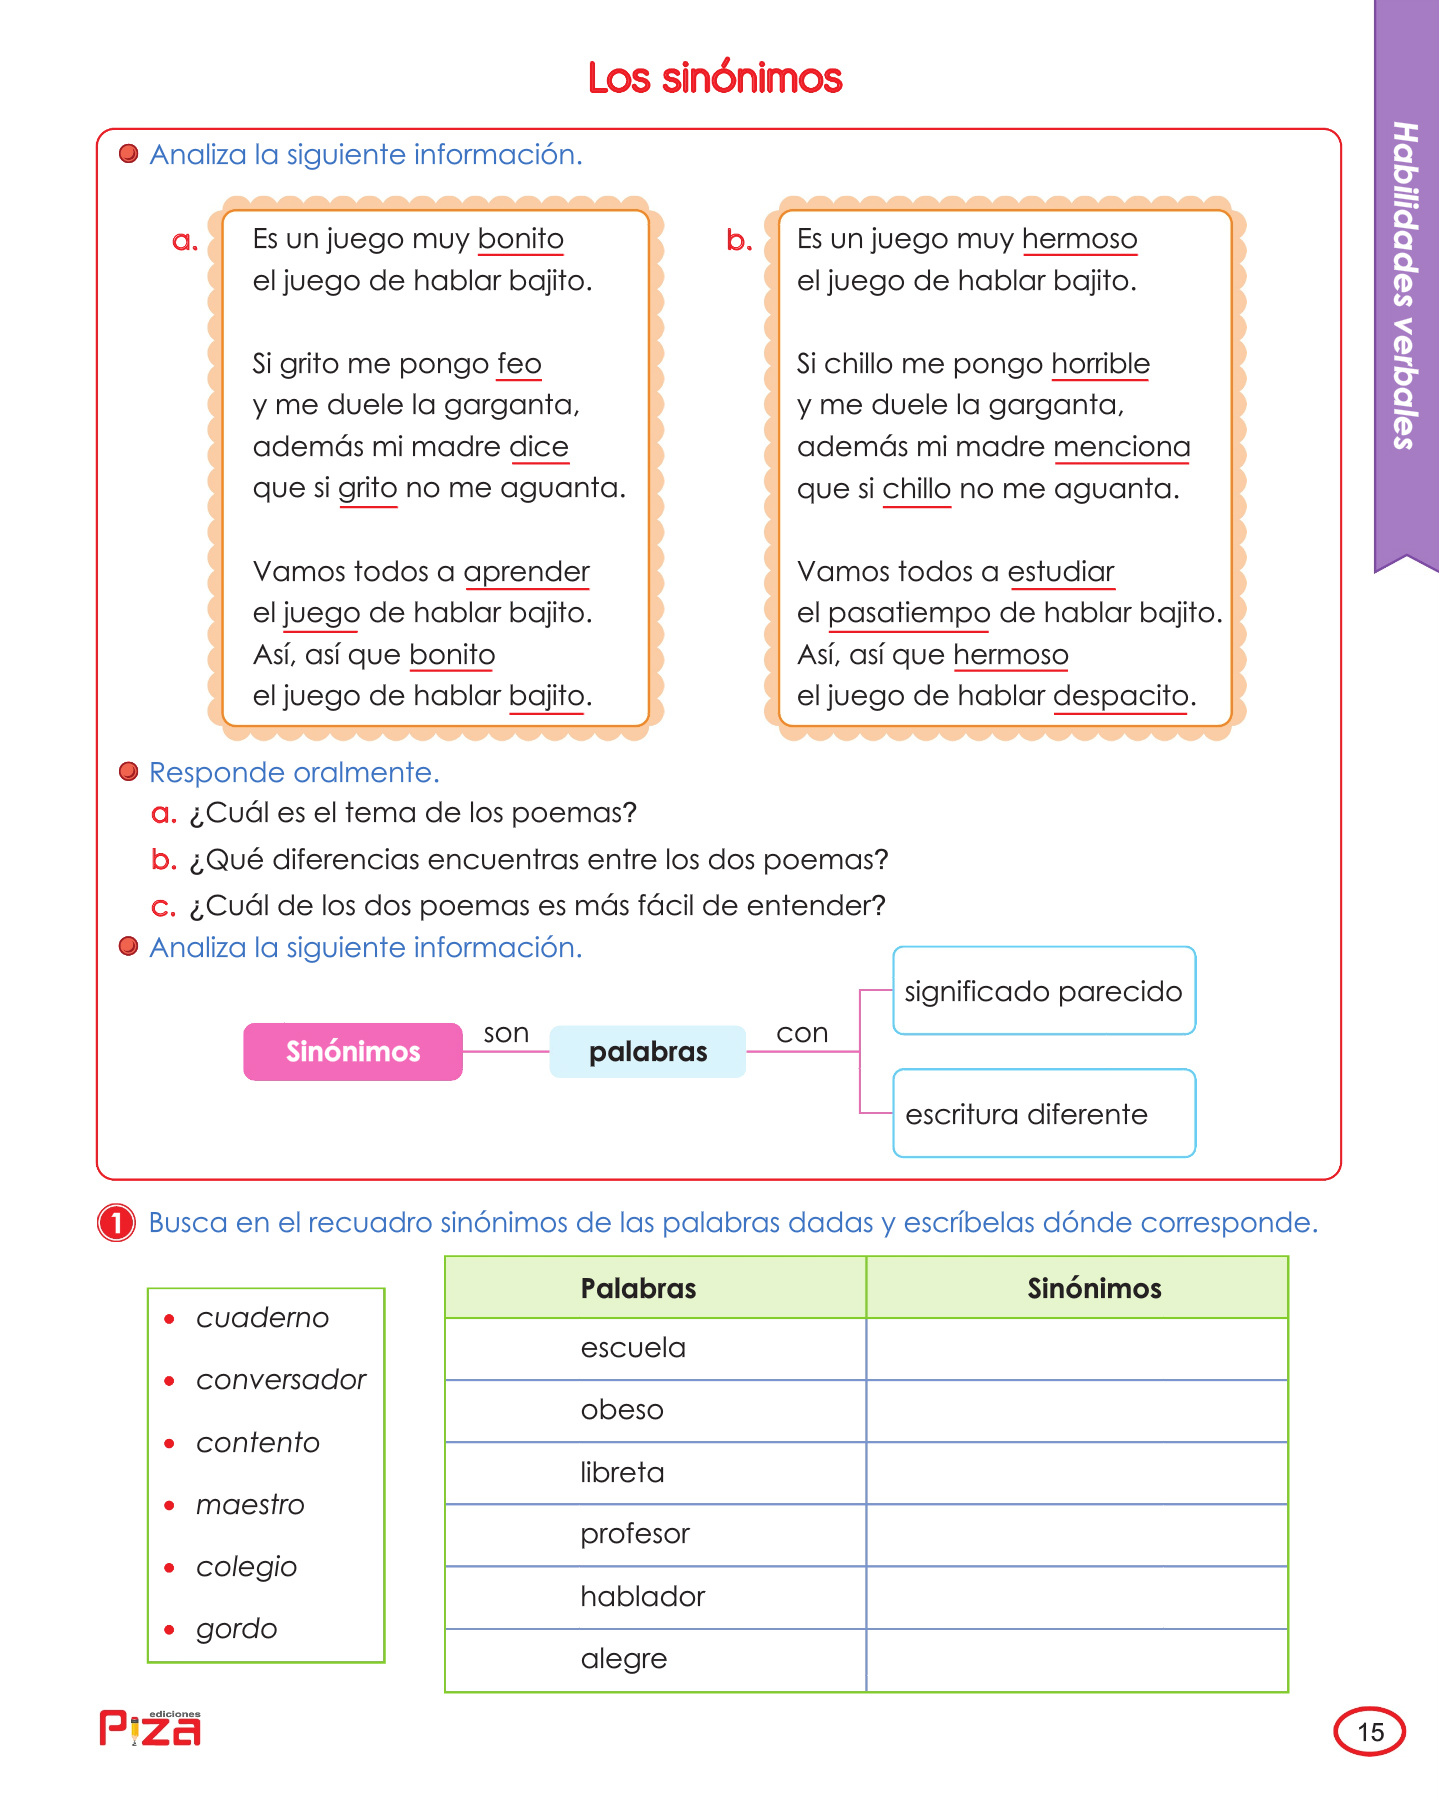 Los sinónimos
Habilidades verbales
Analiza la siguiente información.
a.
Es un juego muy bonito
el juego de hablar bajito.
Si grito me pongo feo
y me duele la garganta,
además mi madre dice
que si grito no me aguanta.
Vamos todos a aprender
el juego de hablar bajito.
Así, así que bonito
el juego de hablar bajito.
b.
Es un juego muy hermoso
el juego de hablar bajito.
Si chillo me pongo horrible
y me duele la garganta,
además mi madre menciona
que si chillo no me aguanta.
Vamos todos a estudiar
el pasatiempo de hablar bajito.
Así, así que hermoso
el juego de hablar despacito.
Responde oralmente.
a. ¿Cuál es el tema de los poemas?
b. ¿Qué diferencias encuentras entre los dos poemas?
c. ¿Cuál de los dos poemas es más fácil de entender?
Analiza la siguiente información.
Sinónimos
son
palabras
con
significado parecido
escritura diferente
1 Busca en el recuadro sinónimos de las palabras dadas y escríbelas dónde corresponde.
• cuaderno
• conversador
• contento
• maestro
• colegio
• gordo
Palabras Sinónimos
escuela
obeso
libreta
profesor
hablador
alegre
ediciones
Piza
15